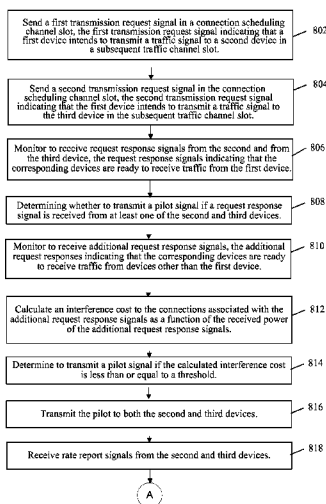 Send a first transmission request signal in a connection scheduling
channel slot, the first transmission request signal indicating that a
first device intends to transmit a traffic signal to a second device in
a subsequent traffic channel slot.
802
Send a second transmission request signal in the connection
scheduling channel slot, the second transmission request signal
indicating that the first device intends to transmit a traffic signal to
the third device in the subsequent traffic channel slot.
804
Monitor to receive request response signals from the second and from
the third device, the request response signals indicating that the
corresponding devices are ready to receive traffic from the first device.
806
Determining whether to transmit a pilot signal if a request response
signal is received from at least one of the second and third devices.
808
Monitor to receive additional request response signals, the additional
request responses indicating that the corresponding devices are ready
to receive traffic from devices other than the first device.
810
Calculate an interference cost to the connections associated with the
additional request response signals as a function of the received power
of the additional request response signals.
812
Determine to transmit a pilot signal if the calculated interference cost
is less than or equal to a threshold.
814
Transmit the pilot to both the second and third devices.
816
Receive rate report signals from the second and third devices.
818
A